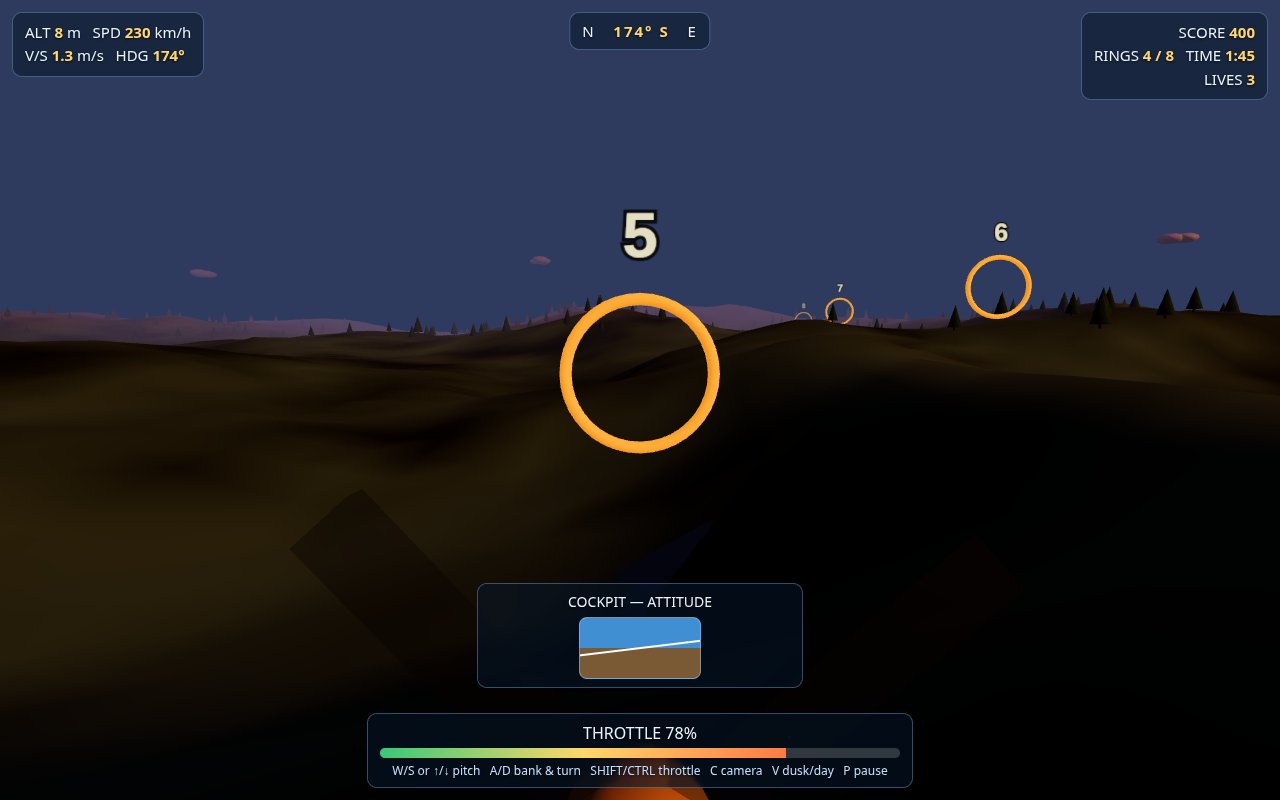 ALT 8 m SPD 230 km/h
V/S 1.3 m/s HDG 174°
N 174° S E
SCORE 400
RINGS 4 / 8 TIME 1:45
LIVES 3
5
6
7
8
COCKPIT — ATTITUDE
THROTTLE 78%
W/S or ↑/↓ pitch A/D bank & turn SHIFT/CTRL throttle C camera V dusk/day P pause